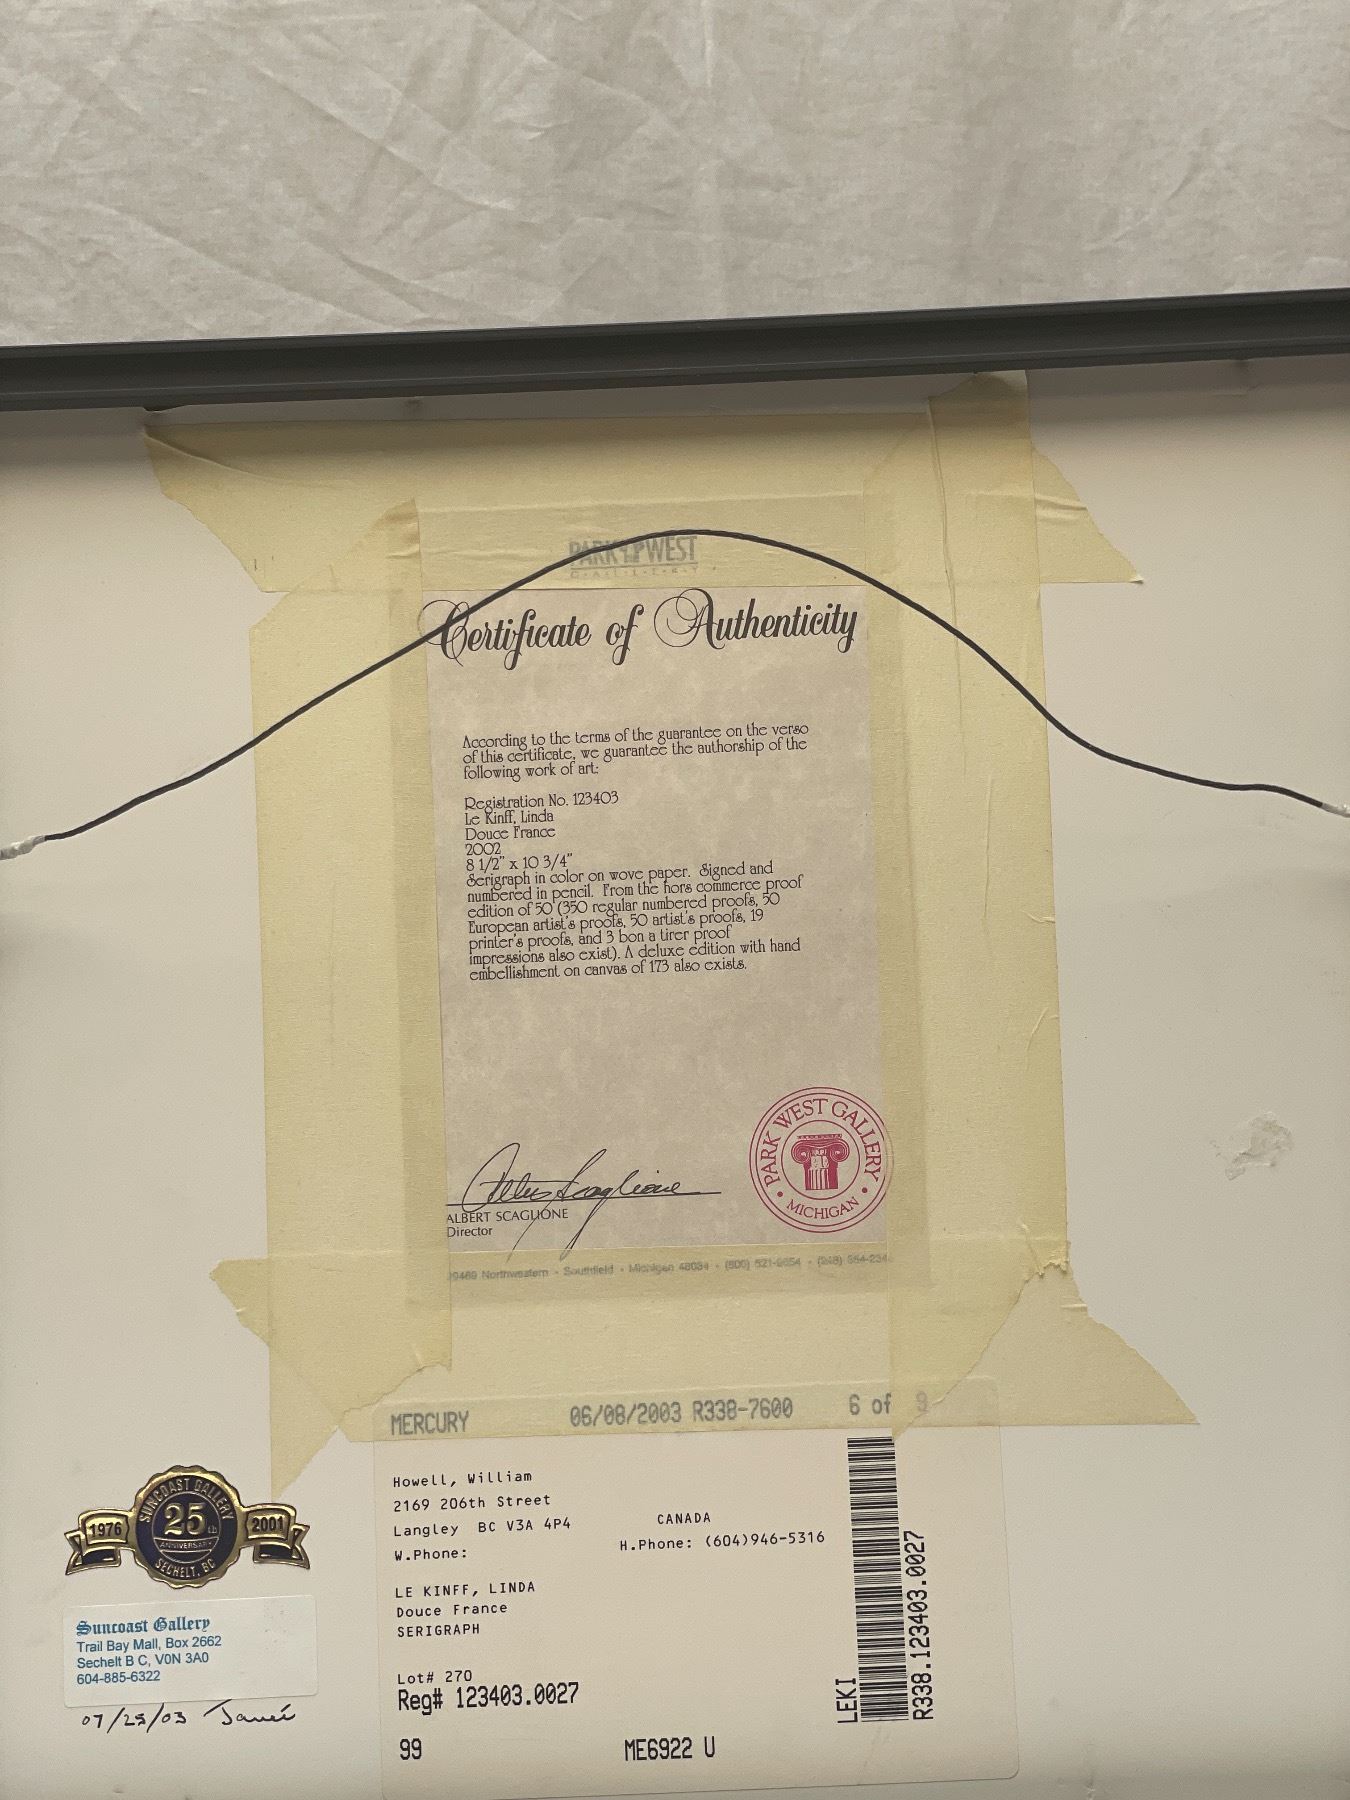 PARK WEST
GALLERY
Certificate of Authenticity
According to the terms of the guarantee on the verso
of this certificate, we guarantee the authorship of the
following work of art:
Registration No. 123403
Le Kinff, Linda
Douce France
2002
8 1/2" x 10 3/4"
Serigraph in color on wove paper. Signed and
numbered in pencil. From the hors commerce proof
edition of 50 (350 regular numbered proofs, 50
European artist's proofs, 50 artist's proofs, 19
printer's proofs, and 3 bon a tirer proof
impressions also exist). A deluxe edition with hand
embellishment on canvas of 173 also exists.
PARK WEST GALLERY
MICHIGAN
Albert Scaglione
ALBERT SCAGLIONE
Director
Northwestern • Southfield • Michigan 48034 • (800) 521-9654 •
MERCURY 06/08/2003 R338-7600 6 of 9
Howell, William
2169 206th Street
Langley BC V3A 4P4 CANADA
W.Phone: H.Phone: (604)946-5316
LE KINFF, LINDA
Douce France
SERIGRAPH
Lot# 270
Reg# 123403.0027
99 ME6922 U
LEKI
R338.123403.0027
SUNCOAST GALLERY
1976 25th 2001
ANNIVERSARY
SECHELT, BC
Suncoast Gallery
Trail Bay Mall, Box 2662
Sechelt B C, V0N 3A0
604-885-6322
07/25/03